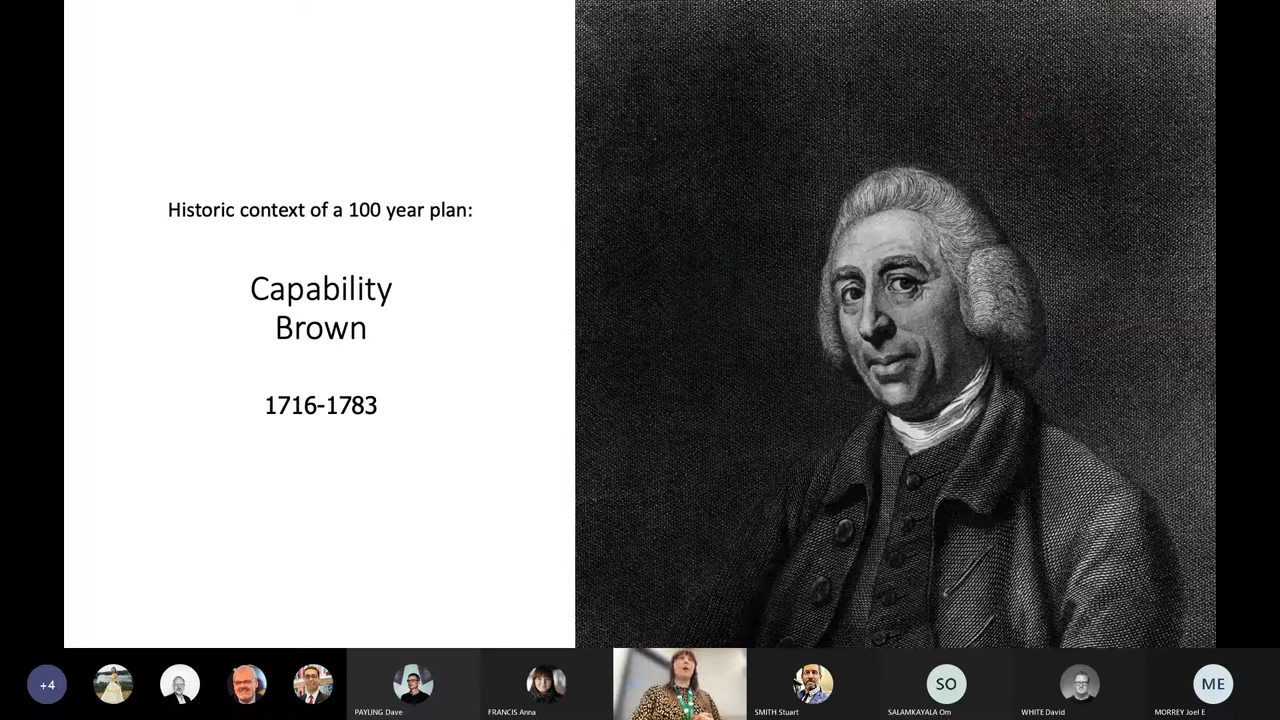 Historic context of a 100 year plan:
Capability
Brown
1716-1783
+4
PAYLING Dave
FRANCIS Anna
SMITH Stuart
SO
SALAMKAYALA Om
WHITE David
ME
MORREY Joel E